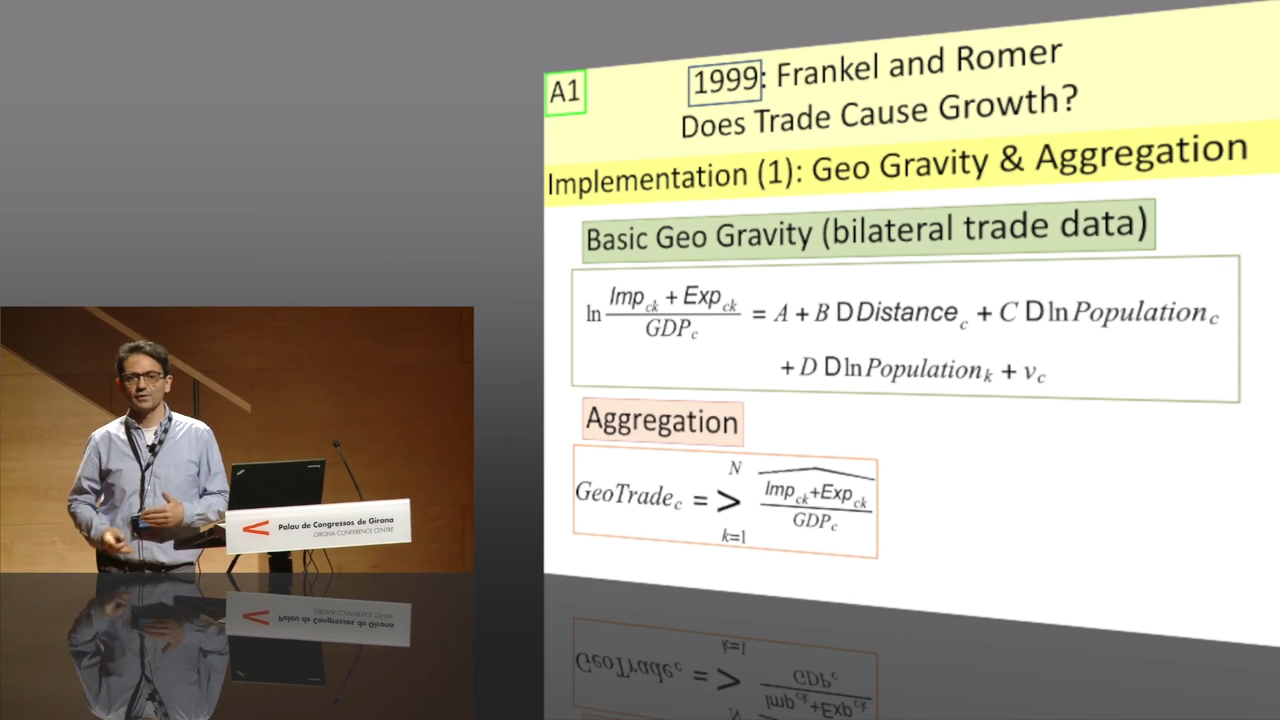 A1
1999: Frankel and Romer
Does Trade Cause Growth?
Implementation (1): Geo Gravity & Aggregation
Basic Geo Gravity (bilateral trade data)
ln (Imp_ck + Exp_ck) / GDP_c = A + B D Distance_c + C D ln Population_c
+ D D ln Population_k + v_c
Aggregation
GeoTrade_c = > N k=1 Imp_ck+Exp_ck / GDP_c
Palau de Congressos de Girona
GIRONA CONFERENCE CENTRE